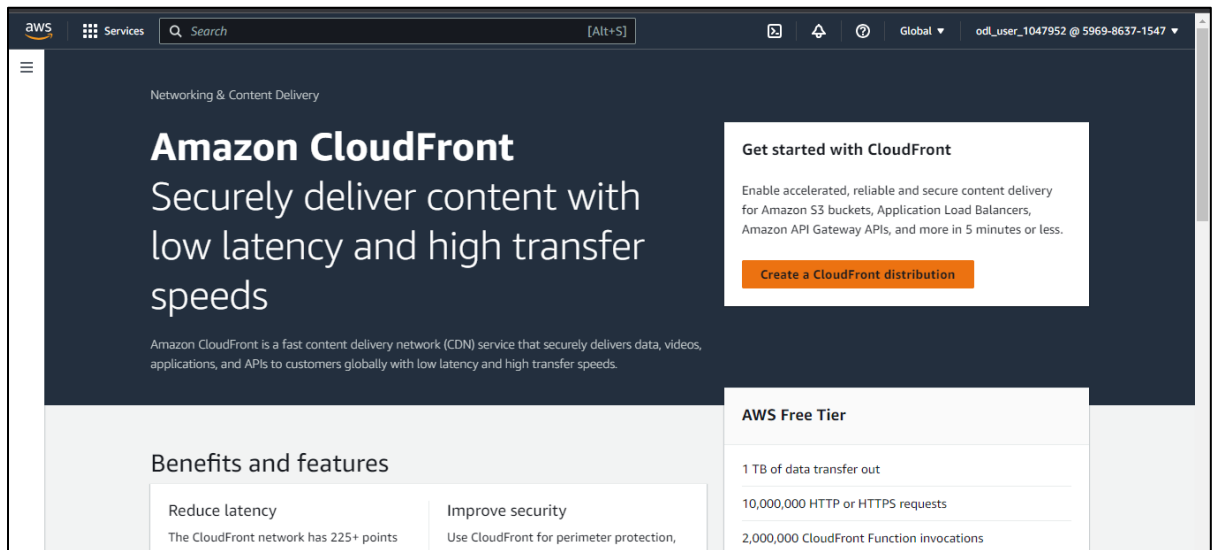 aws
Services
Search
[Alt+S]
Global
odl_user_1047952 @ 5969-8637-1547
Networking & Content Delivery
Amazon CloudFront
Securely deliver content with
low latency and high transfer
speeds
Amazon CloudFront is a fast content delivery network (CDN) service that securely delivers data, videos,
applications, and APIs to customers globally with low latency and high transfer speeds.
Get started with CloudFront
Enable accelerated, reliable and secure content delivery
for Amazon S3 buckets, Application Load Balancers,
Amazon API Gateway APIs, and more in 5 minutes or less.
Create a CloudFront distribution
AWS Free Tier
1 TB of data transfer out
10,000,000 HTTP or HTTPS requests
2,000,000 CloudFront Function invocations
Benefits and features
Reduce latency
The CloudFront network has 225+ points
Improve security
Use CloudFront for perimeter protection,